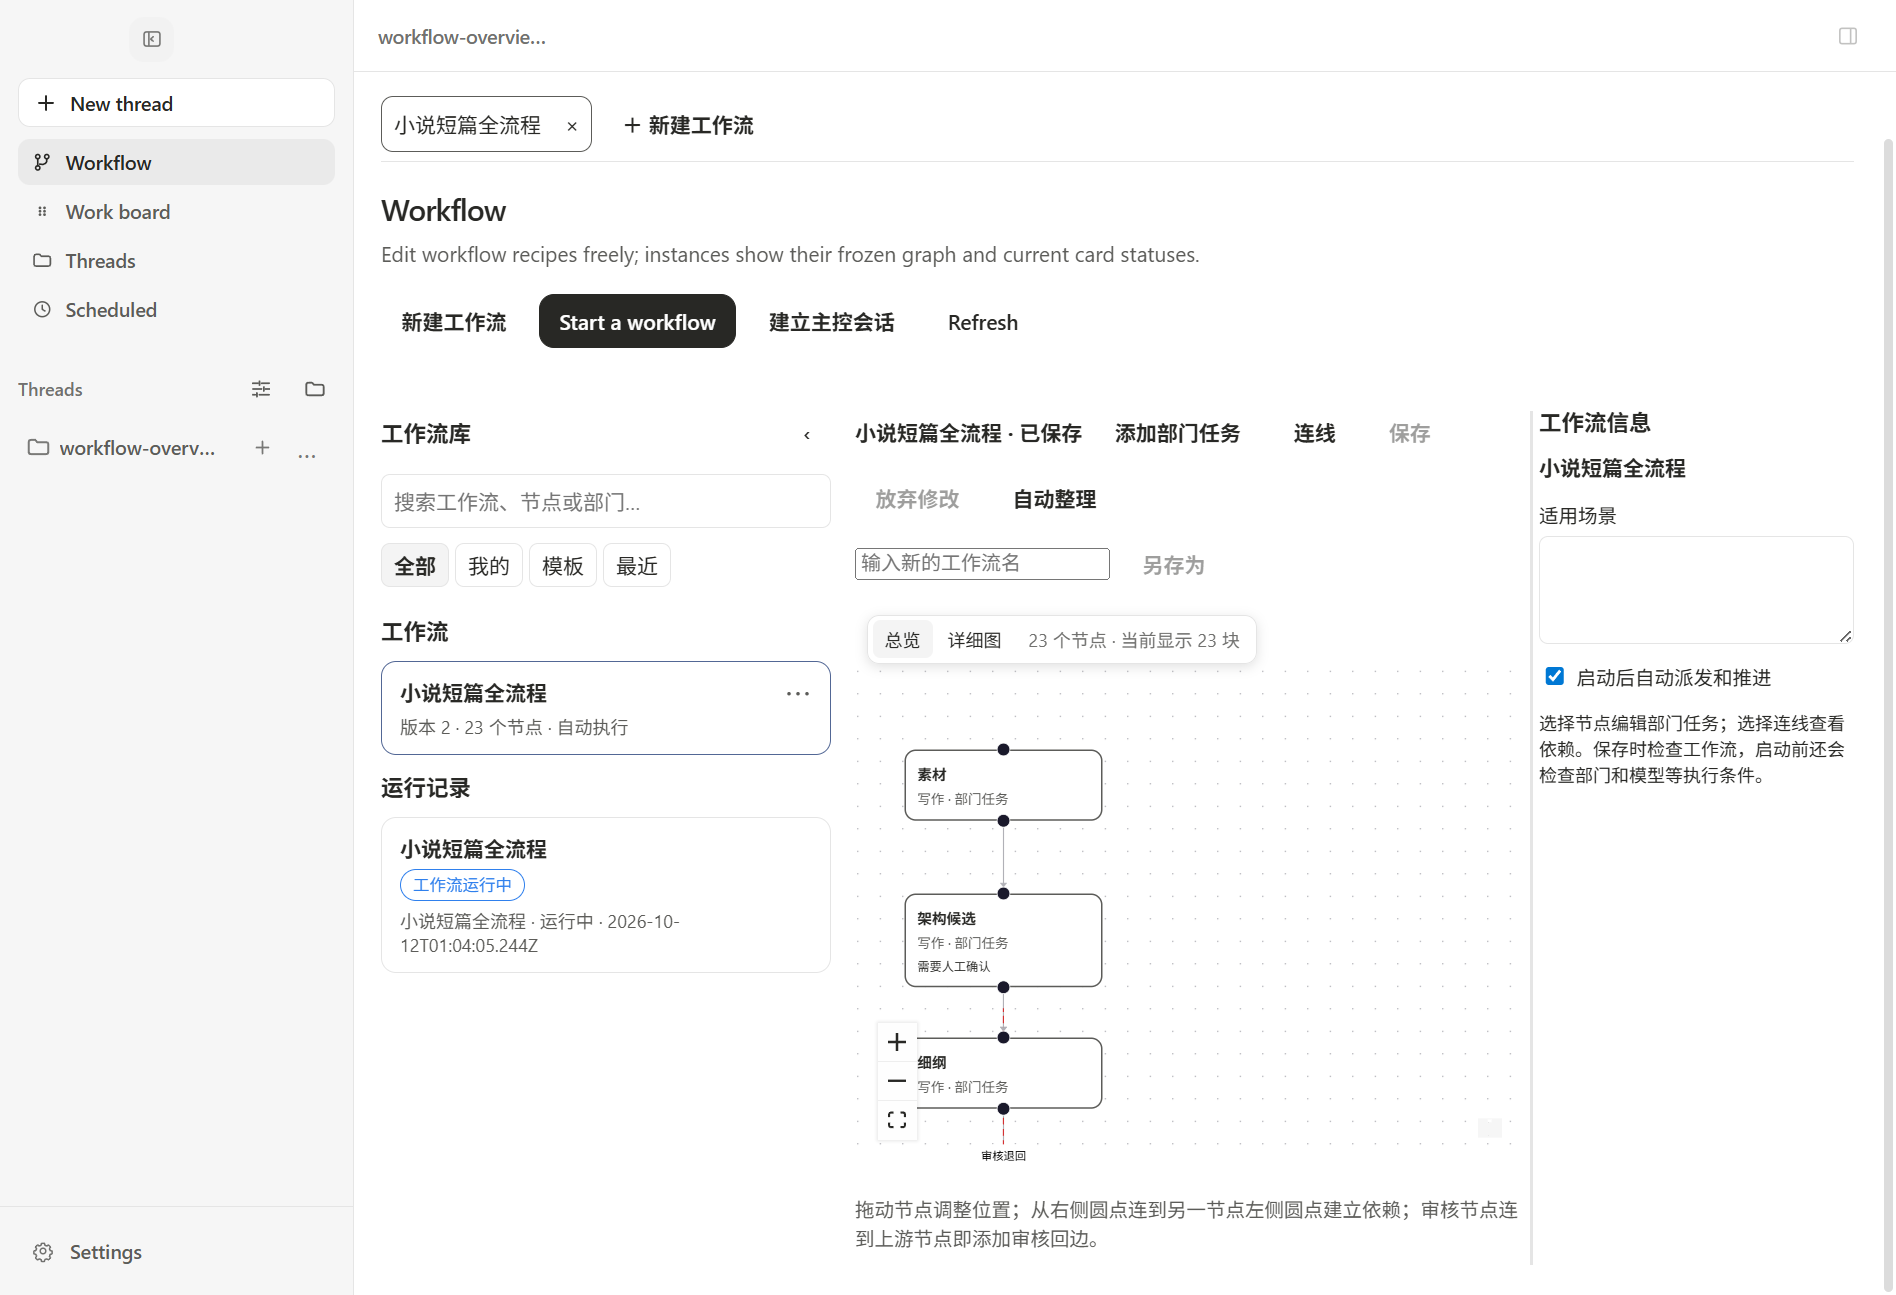 New thread
Workflow
Work board
Threads
Scheduled
Threads
workflow-overv...
...
Settings
workflow-overvie...
小说短篇全流程 ×
+ 新建工作流
Workflow
Edit workflow recipes freely; instances show their frozen graph and current card statuses.
新建工作流
Start a workflow
建立主控会话
Refresh
工作流库
搜索工作流、节点或部门...
全部
我的
模板
最近
工作流
小说短篇全流程
版本 2 · 23 个节点 · 自动执行
运行记录
小说短篇全流程
工作流运行中
小说短篇全流程 · 运行中 · 2026-10-
12T01:04:05.244Z
小说短篇全流程 · 已保存
添加部门任务
连线
保存
放弃修改
自动整理
输入新的工作流名
另存为
总览
详细图
23 个节点 · 当前显示 23 块
素材
写作 · 部门任务
架构候选
写作 · 部门任务
需要人工确认
细纲
写作 · 部门任务
审核退回
拖动节点调整位置；从右侧圆点连到另一节点左侧圆点建立依赖；审核节点连
到上游节点即添加审核回边。
工作流信息
小说短篇全流程
适用场景
启动后自动派发和推进
选择节点编辑部门任务；选择连线查看
依赖。保存时检查工作流，启动前还会
检查部门和模型等执行条件。